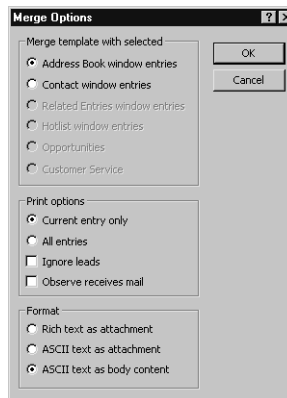 Merge Options
Merge template with selected
OK
Address Book window entries
Contact window entries
Cancel
Related Entries window entries
Hotlist window entries
Opportunities
Customer Service
Print options
Current entry only
All entries
Ignore leads
Observe receives mail
Format
Rich text as attachment
ASCII text as attachment
ASCII text as body content